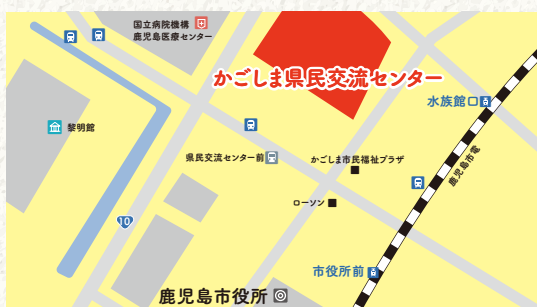 国立病院機構
鹿児島医療センター
かごしま県民交流センター
水族館口
黎明館
県民交流センター前
かごしま市民福祉プラザ
鹿児島市電
ローソン
10
市役所前
鹿児島市役所